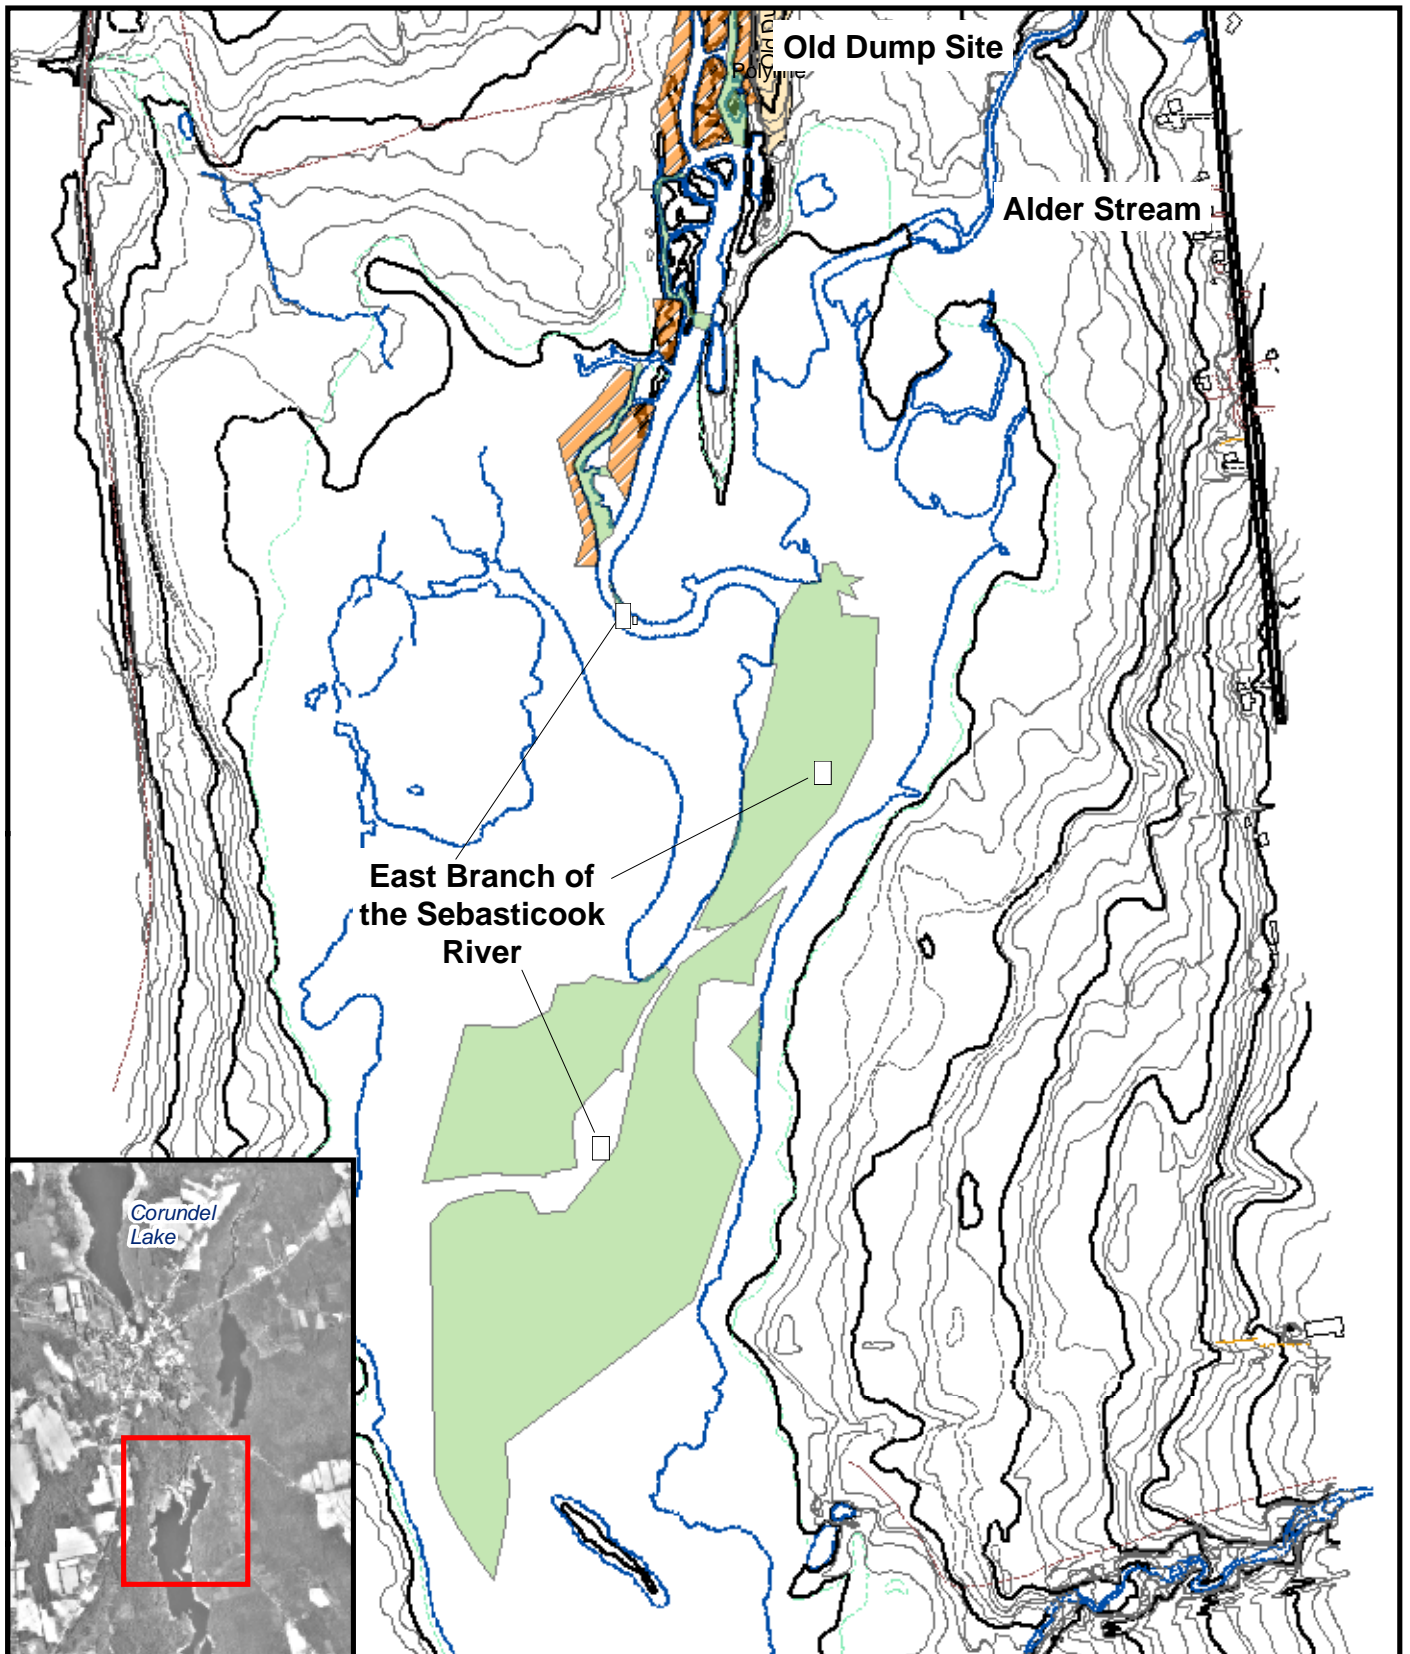 Old Dump Site
Alder Stream
East Branch of
the Sebasticook
River
Corundel
Lake